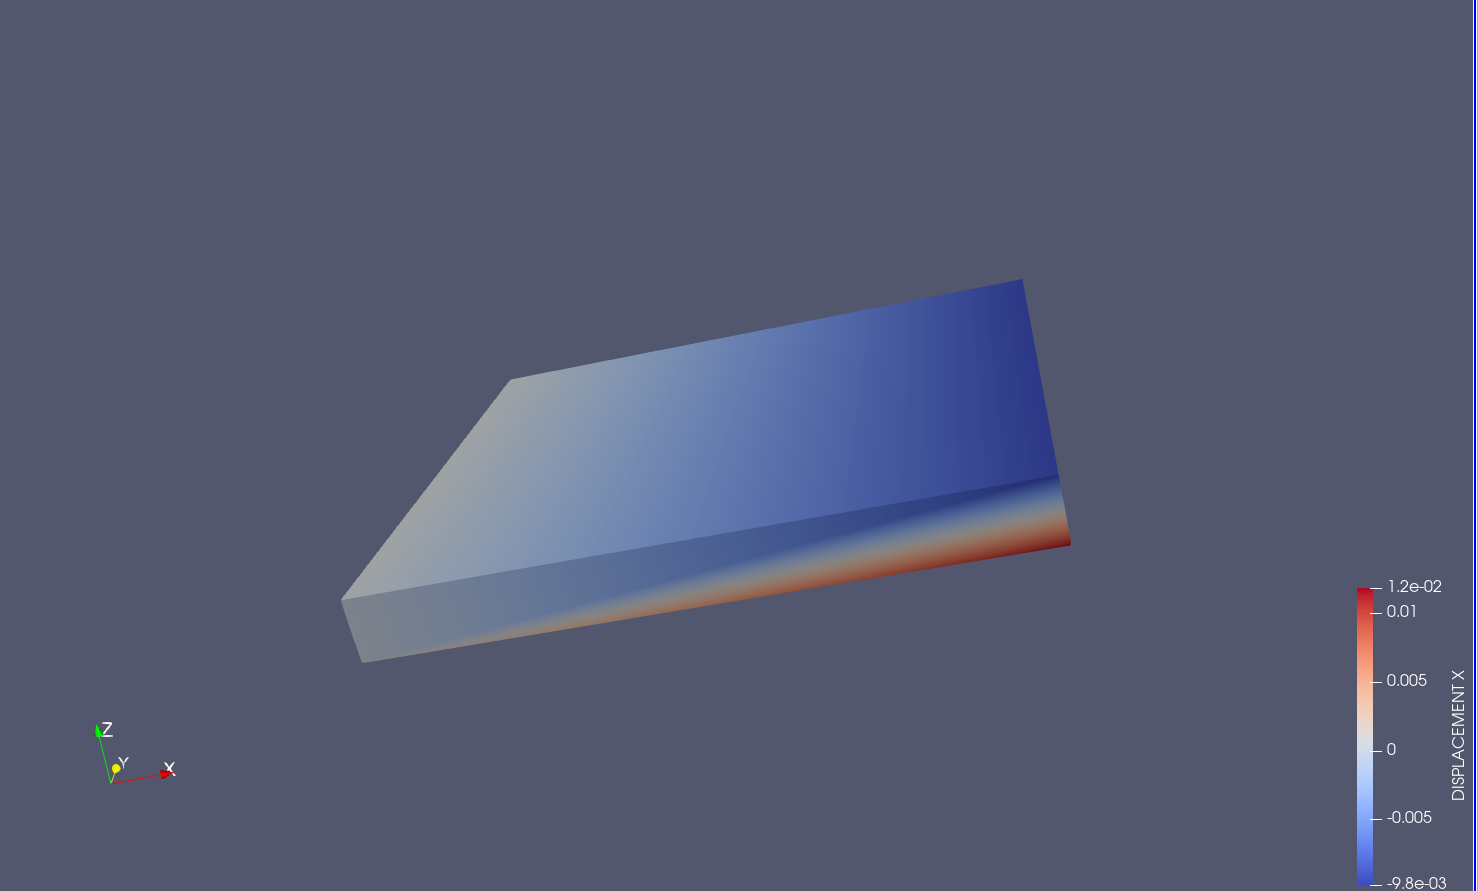 Z
Y
X
1.2e-02
0.01
0.005
0
-0.005
-9.8e-03
DISPLACEMENT X